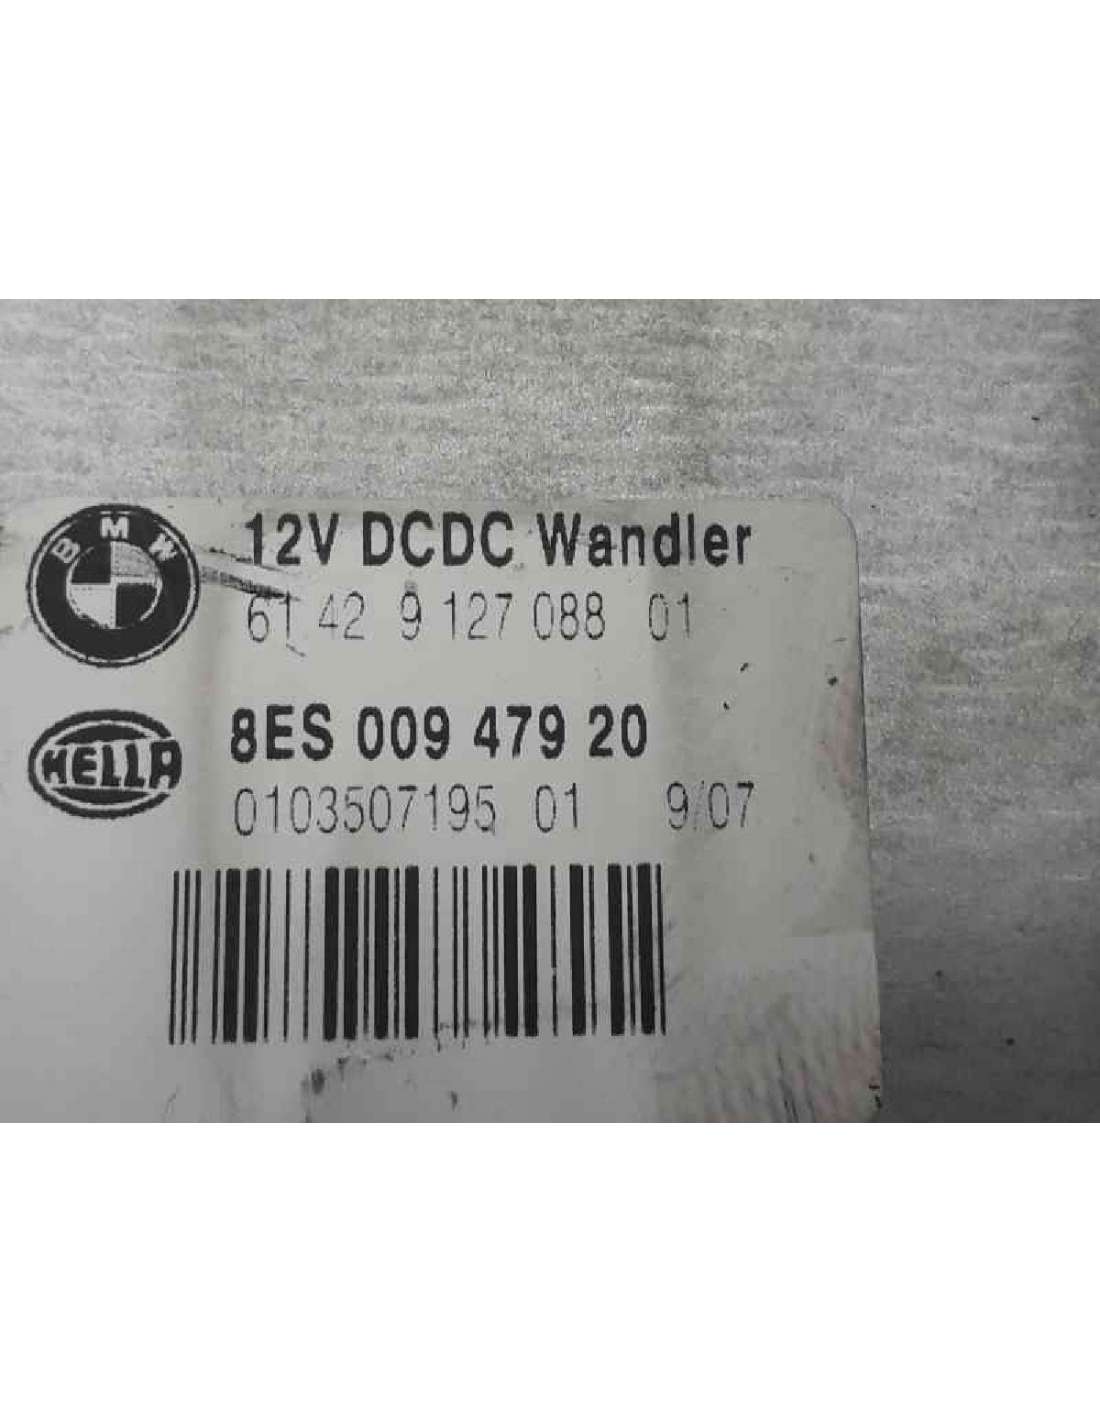 BMW
12V DCDC Wandler
61 42 9 127 088 01
HELLA
8ES 009 479 20
0103507195 01 9/07